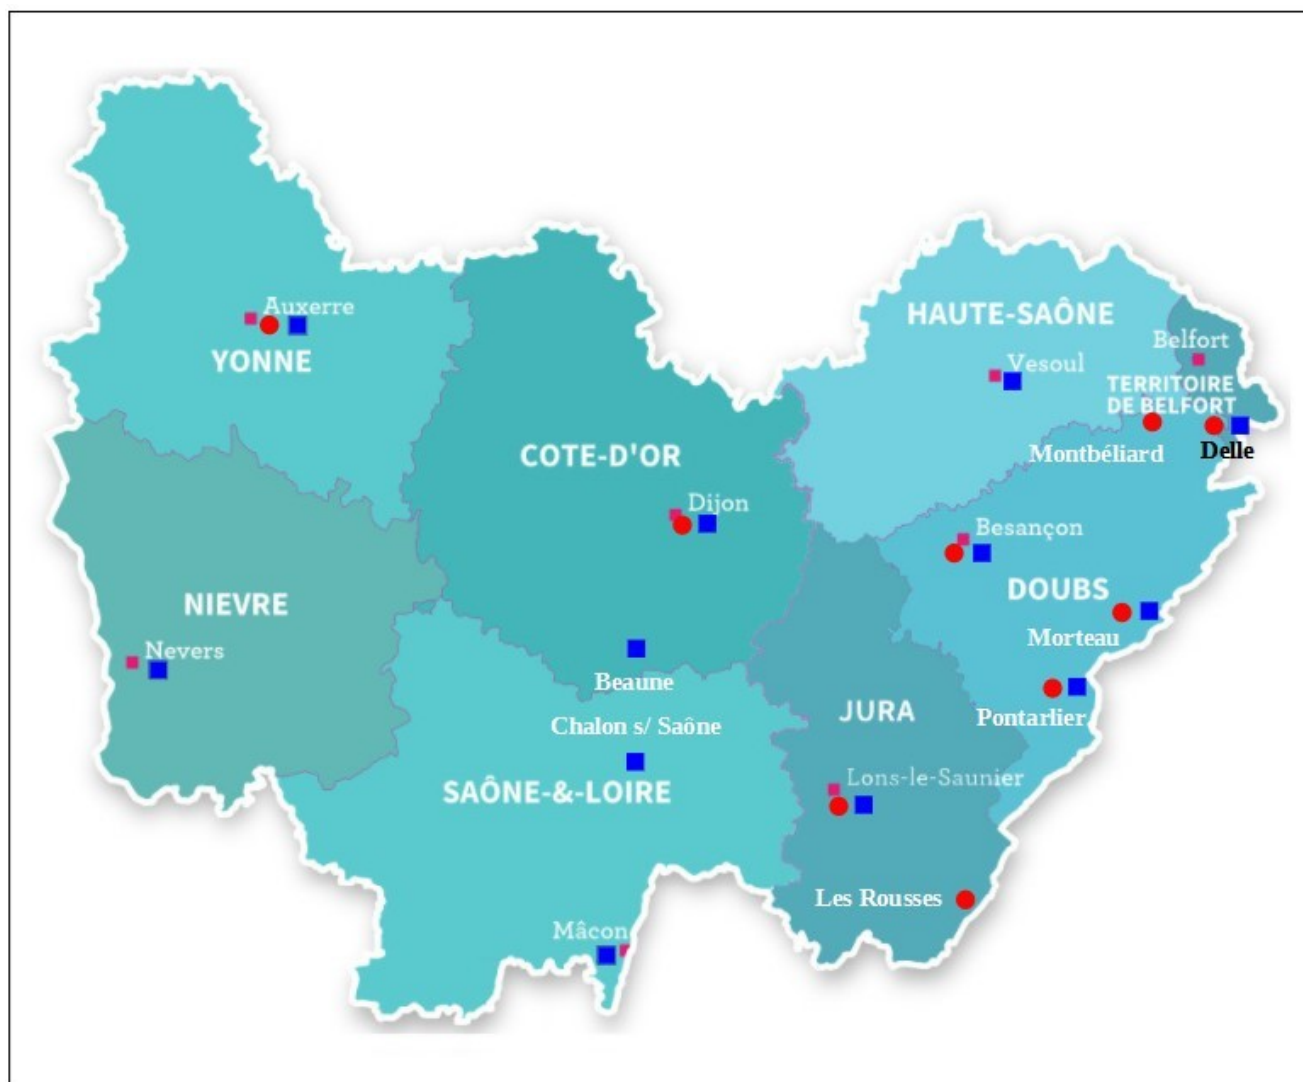 Auxerre
YONNE
HAUTE-SAÔNE
Belfort
Vesoul
TERRITOIRE
DE BELFORT
Montbéliard
Delle
COTE-D'OR
Dijon
Besançon
DOUBS
NIEVRE
Morteau
Nevers
Beaune
Pontarlier
JURA
Chalon s/ Saône
Lons-le-Saunier
SAÔNE-&-LOIRE
Les Rousses
Mâcon